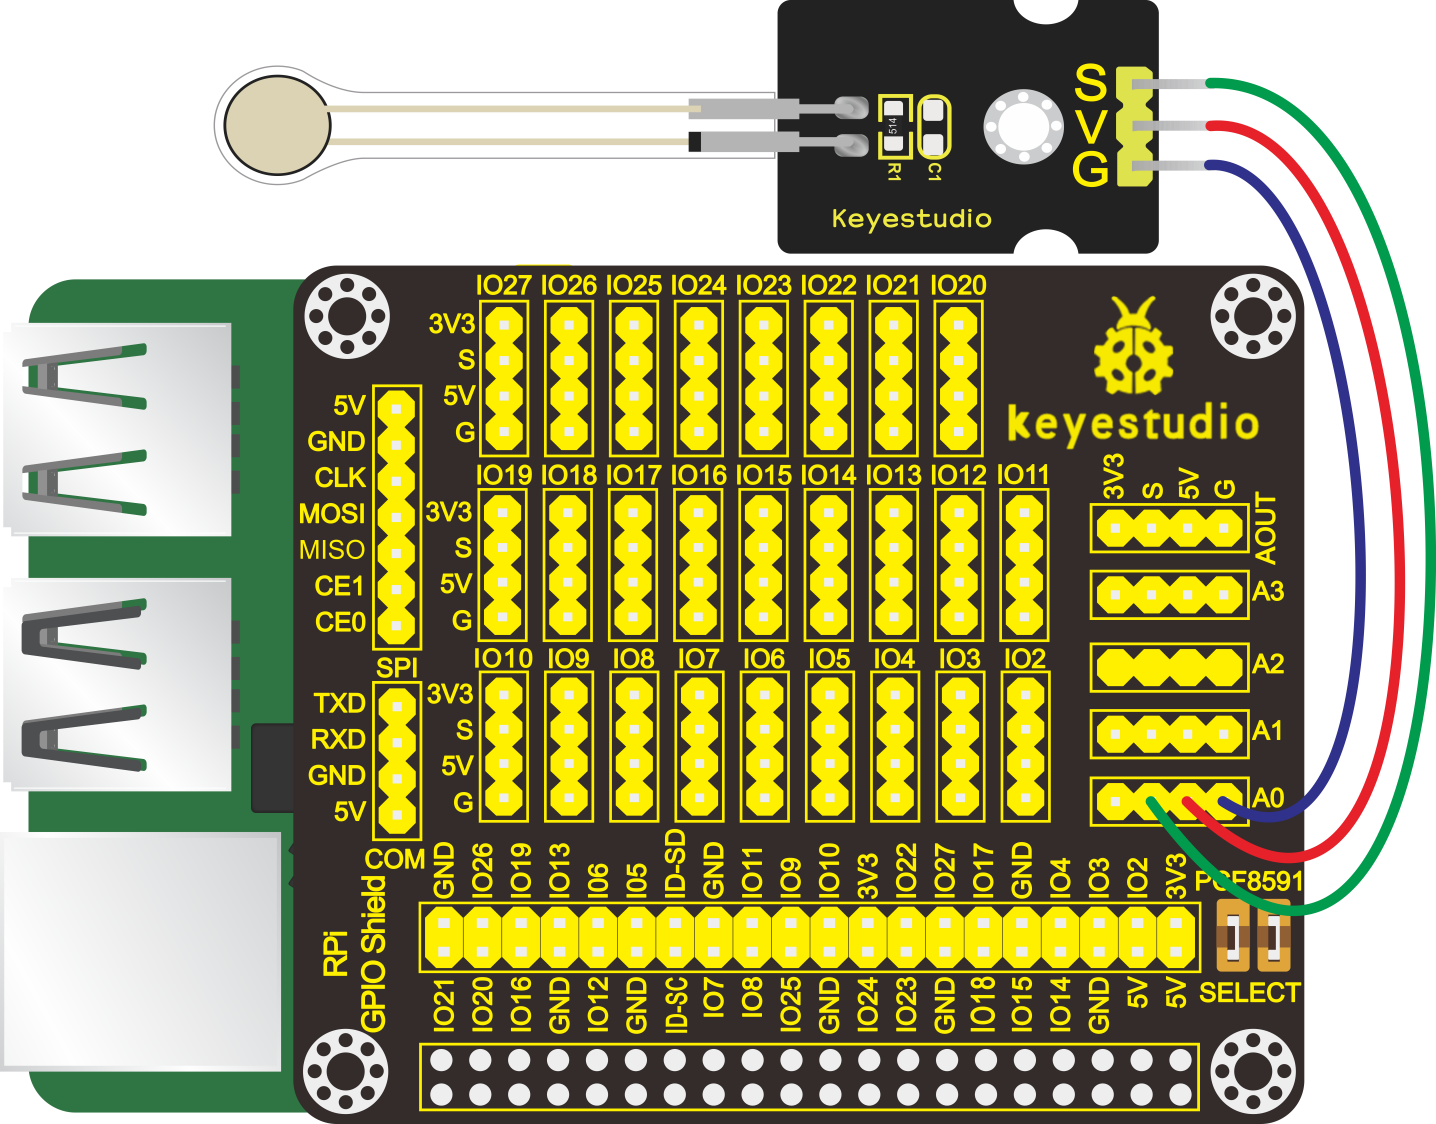 S
V
G
514
R1
C1
Keyestudio
IO27 IO26 IO25 IO24 IO23 IO22 IO21 IO20
3V3
S
5V
G
keyestudio
5V
GND
CLK
MOSI
MISO
CE1
CE0
SPI
IO19 IO18 IO17 IO16 IO15 IO14 IO13 IO12 IO11
3V3
S
5V
G
3V3 S 5V G
AOUT
A3
A2
A1
A0
IO10 IO9 IO8 IO7 IO6 IO5 IO4 IO3 IO2
3V3
S
5V
G
TXD
RXD
GND
5V
COM
RPi
GPIO Shield
GND IO26 IO19 IO13 I06 I05 ID-SD GND IO11 IO9 IO10 3V3 IO22 IO27 IO17 GND IO4 IO3 IO2 3V3
PCF8591
SELECT
IO21 IO20 IO16 GND IO12 GND ID-SC IO7 IO8 IO25 GND IO24 IO23 GND IO18 IO15 IO14 GND 5V 5V